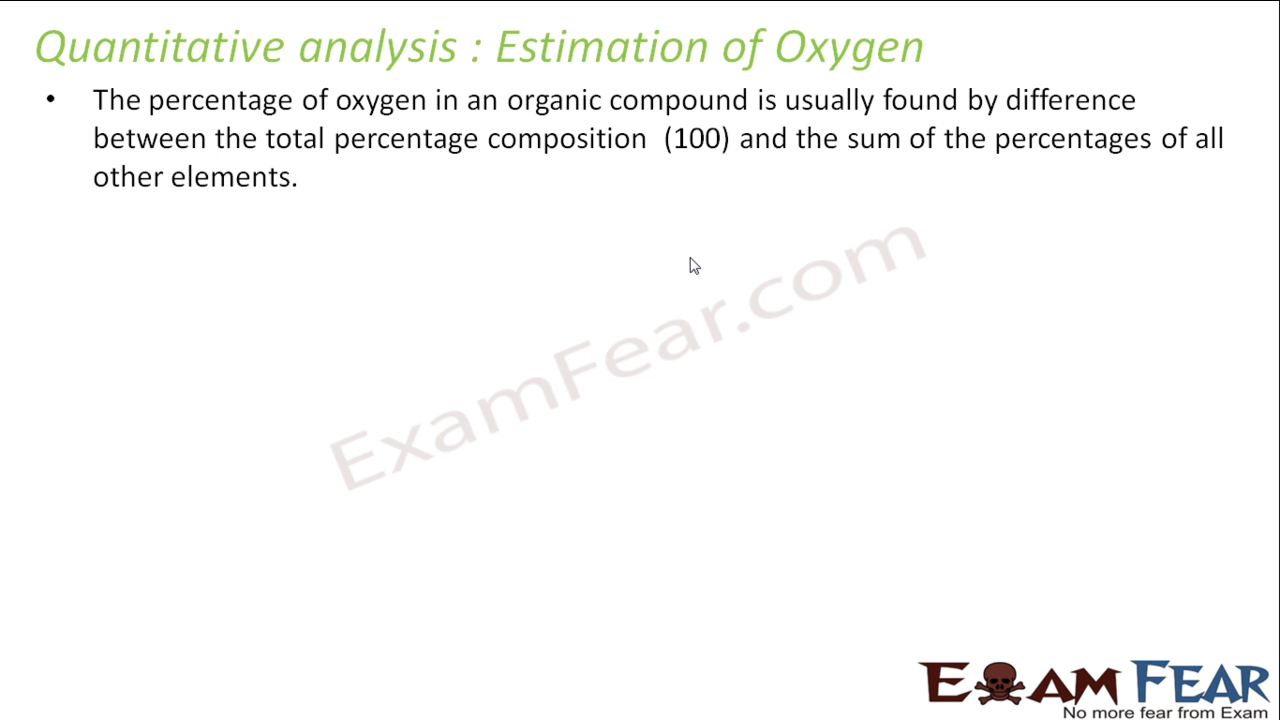 Quantitative analysis : Estimation of Oxygen
• The percentage of oxygen in an organic compound is usually found by difference
between the total percentage composition (100) and the sum of the percentages of all
other elements.
ExamFear.com
EXAM FEAR
No more fear from Exam